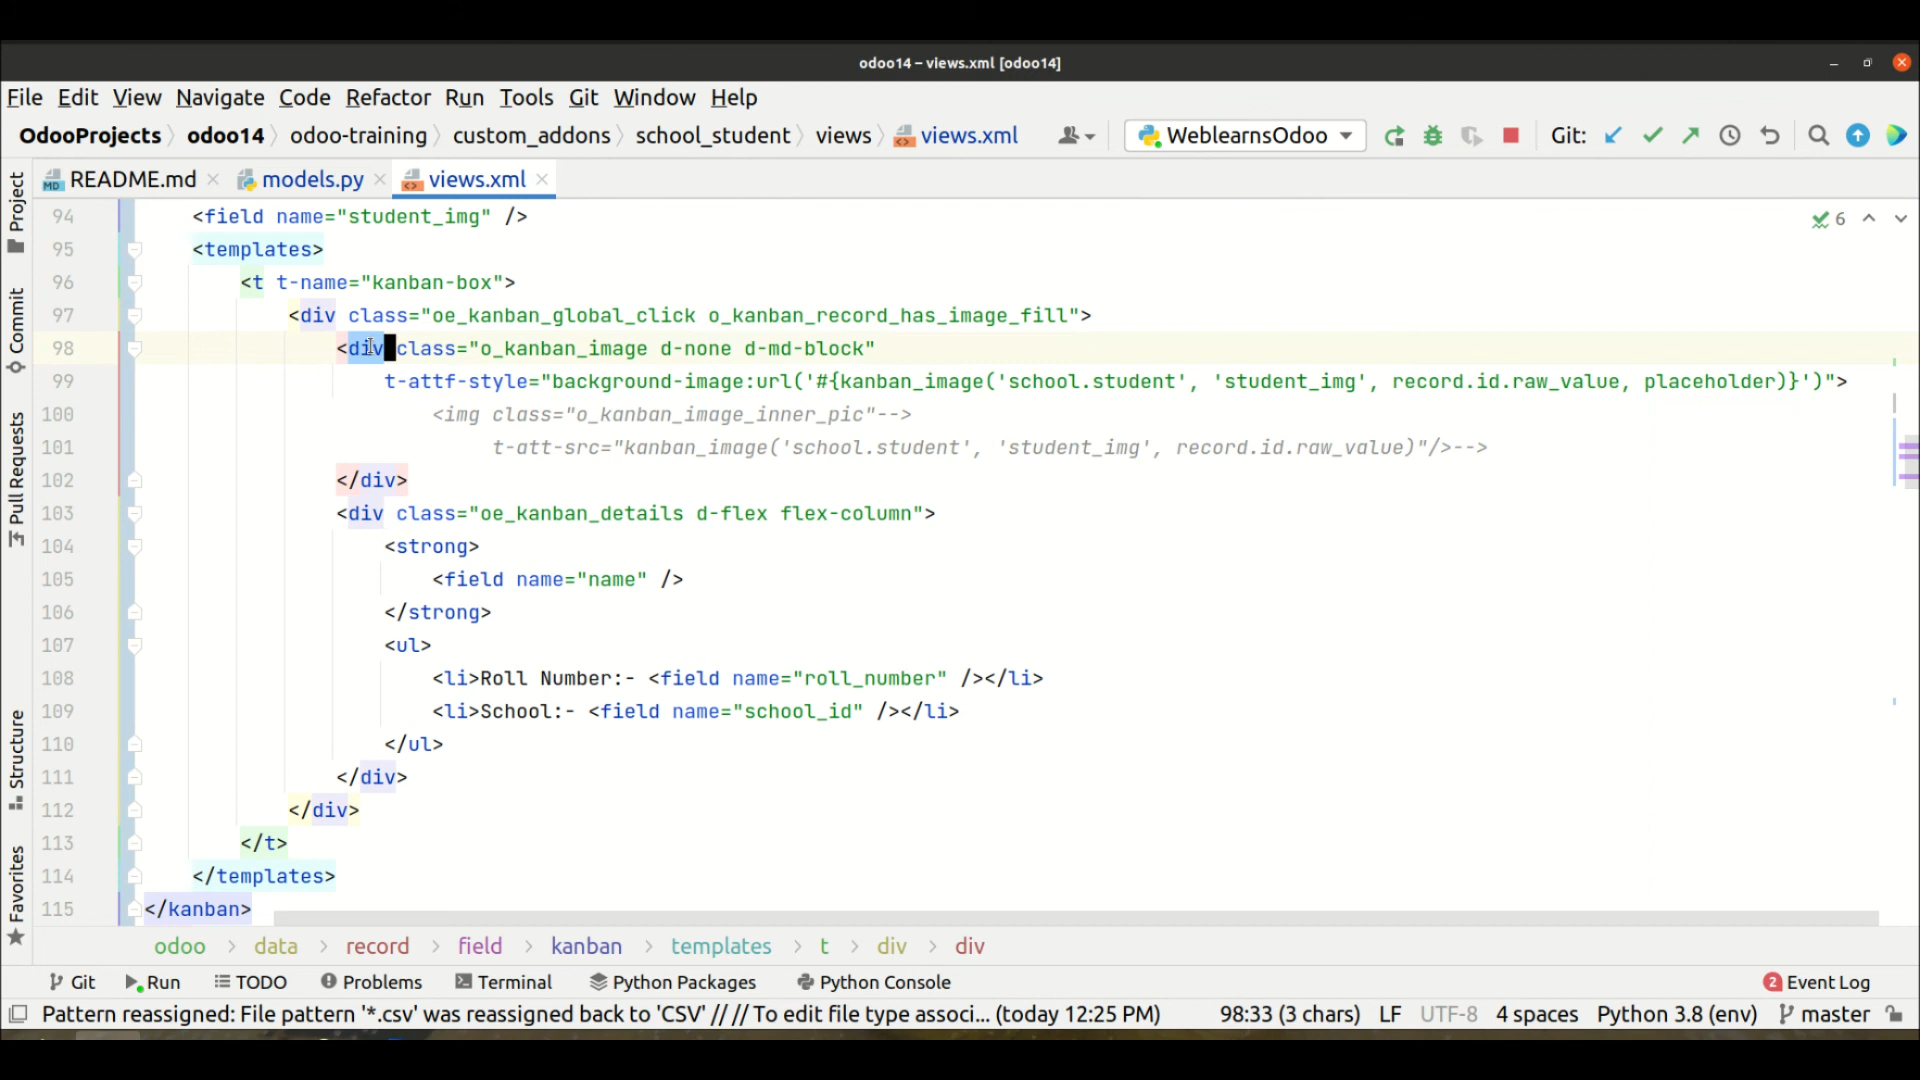 odoo14 – views.xml [odoo14]
File Edit View Navigate Code Refactor Run Tools Git Window Help
OdooProjects odoo14 odoo-training custom_addons school_student views views.xml WeblearnsOdoo Git:
README.md models.py views.xml
94 <field name="student_img" />
6
95 <templates>
96 <t t-name="kanban-box">
97 <div class="oe_kanban_global_click o_kanban_record_has_image_fill">
98 <div class="o_kanban_image d-none d-md-block"
99 t-attf-style="background-image:url('#{kanban_image('school.student', 'student_img', record.id.raw_value, placeholder)}')">
100 <img class="o_kanban_image_inner_pic"-->
101 t-att-src="kanban_image('school.student', 'student_img', record.id.raw_value)"/>-->
102 </div>
103 <div class="oe_kanban_details d-flex flex-column">
104 <strong>
105 <field name="name" />
106 </strong>
107 <ul>
108 <li>Roll Number:- <field name="roll_number" /></li>
109 <li>School:- <field name="school_id" /></li>
110 </ul>
111 </div>
112 </div>
113 </t>
114 </templates>
115 </kanban>
Project
Commit
Pull Requests
Structure
Favorites
odoo > data > record > field > kanban > templates > t > div > div
Git Run TODO Problems Terminal Python Packages Python Console 2 Event Log
Pattern reassigned: File pattern '*.csv' was reassigned back to 'CSV' // // To edit file type associ... (today 12:25 PM) 98:33 (3 chars) LF UTF-8 4 spaces Python 3.8 (env) master